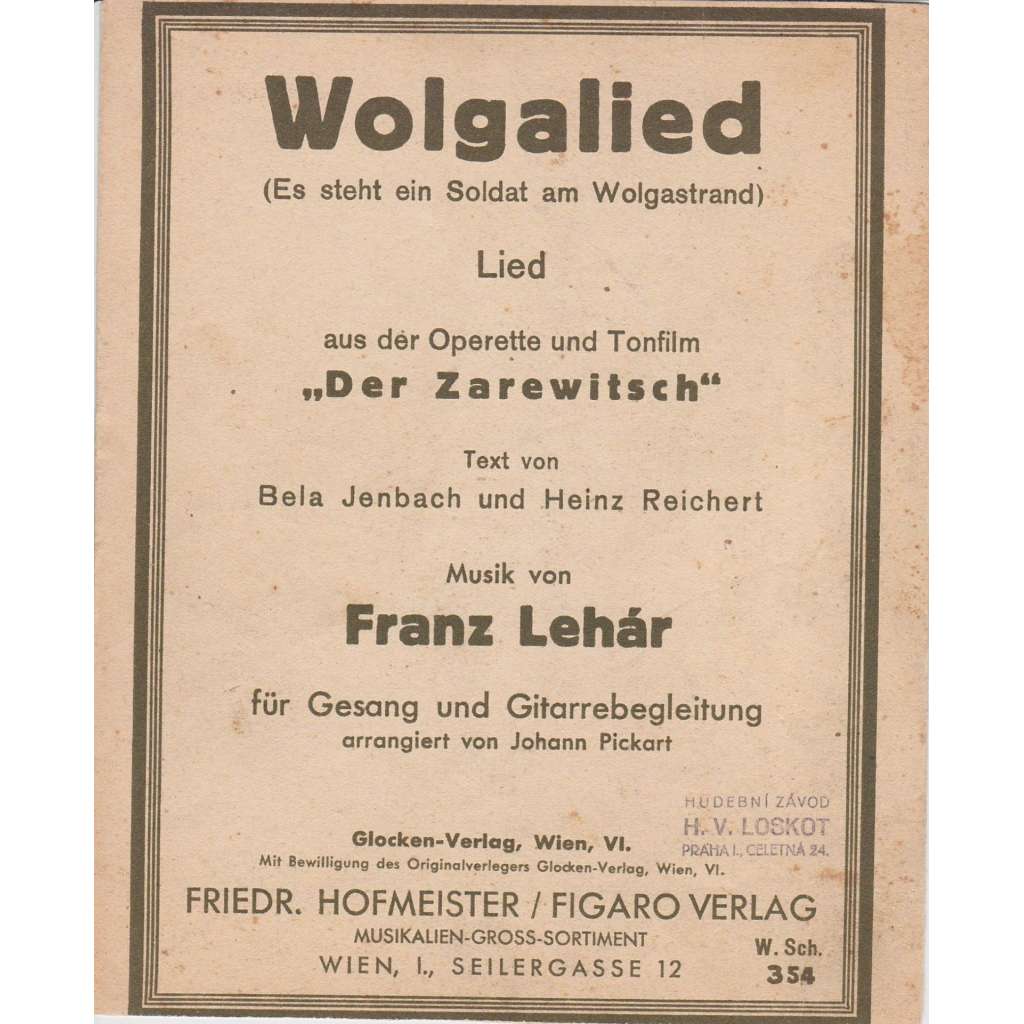 Wolgalied
(Es steht ein Soldat am Wolgastrand)
Lied
aus der Operette und Tonfilm
„Der Zarewitsch“
Text von
Bela Jenbach und Heinz Reichert
Musik von
Franz Lehár
für Gesang und Gitarrebegleitung
arrangiert von Johann Pickart
HUDEBNÍ ZÁVOD
H. V. LOSKOT
PRAHA I., CELETNÁ 24.
Glocken-Verlag, Wien, VI.
Mit Bewilligung des Originalverlegers Glocken-Verlag, Wien, VI.
FRIEDR. HOFMEISTER / FIGARO VERLAG
MUSIKALIEN-GROSS-SORTIMENT
WIEN, I., SEILERGASSE 12
W. Sch.
354